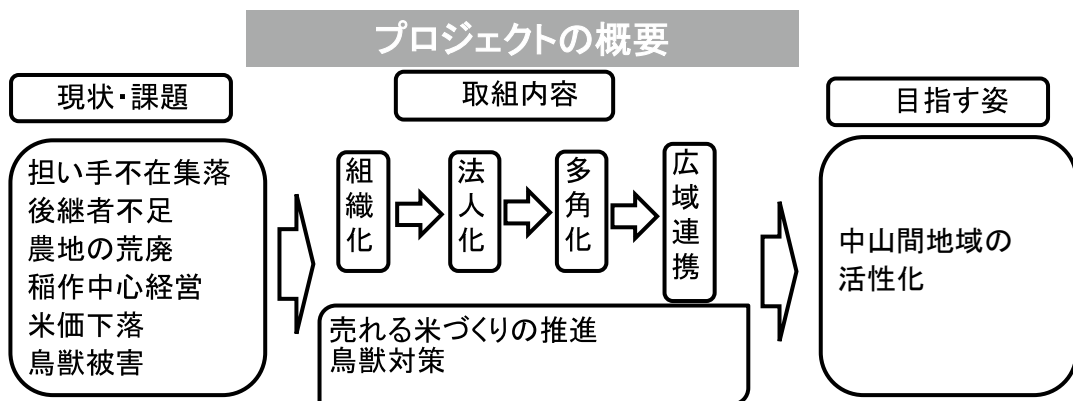 プロジェクトの概要
現状・課題
担い手不在集落
後継者不足
農地の荒廃
稲作中心経営
米価下落
鳥獣被害
取組内容
組織化
法人化
多角化
広域連携
売れる米づくりの推進
鳥獣対策
目指す姿
中山間地域の
活性化